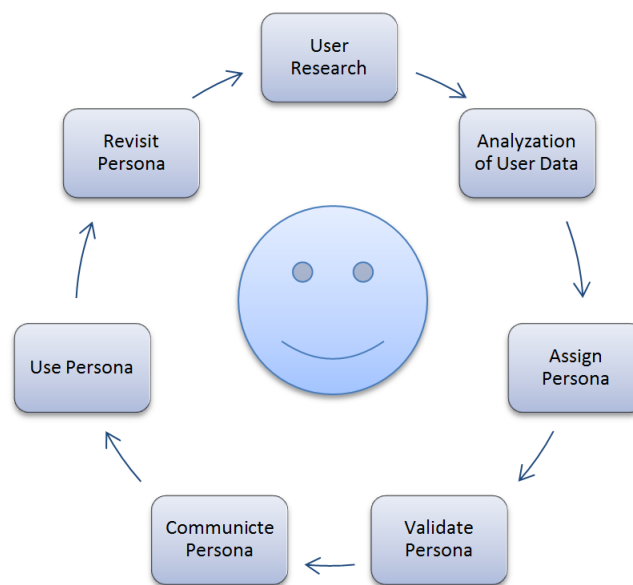 User
Research
Analyzation
of User Data
Assign
Persona
Validate
Persona
Communicte
Persona
Use Persona
Revisit
Persona